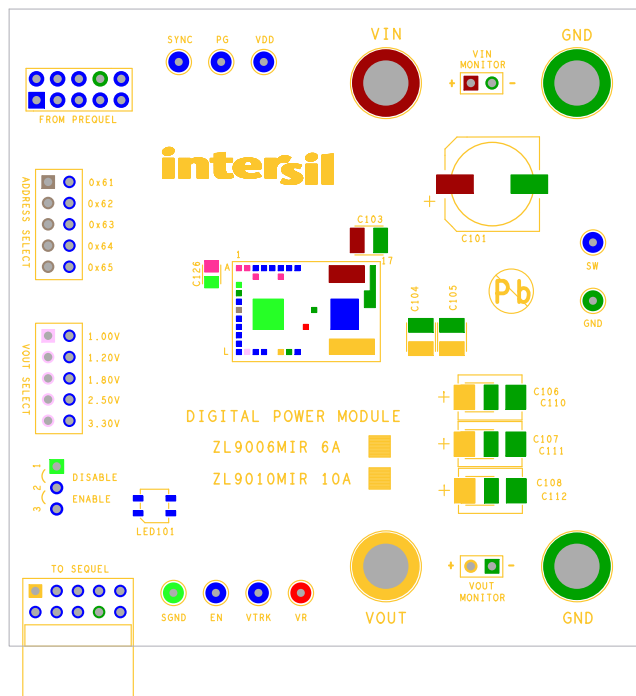 VIN
GND
SYNC PG VDD
VIN
MONITOR
+ -
FROM PREQUEL
intersil
ADDRESS SELECT
0x61
0x62
0x63
0x64
0x65
C101
+
C103
1
17
A
L
C126
C104
C105
SW
Pb
GND
VOUT SELECT
1.00V
1.20V
1.80V
2.50V
3.30V
DIGITAL POWER MODULE
ZL9006MIR 6A
ZL9010MIR 10A
+
C106
C110
+
C107
C111
+
C108
C112
1
2
3
DISABLE
ENABLE
LED101
TO SEQUEL
SGND EN VTRK VR
VOUT
+ -
VOUT
MONITOR
GND